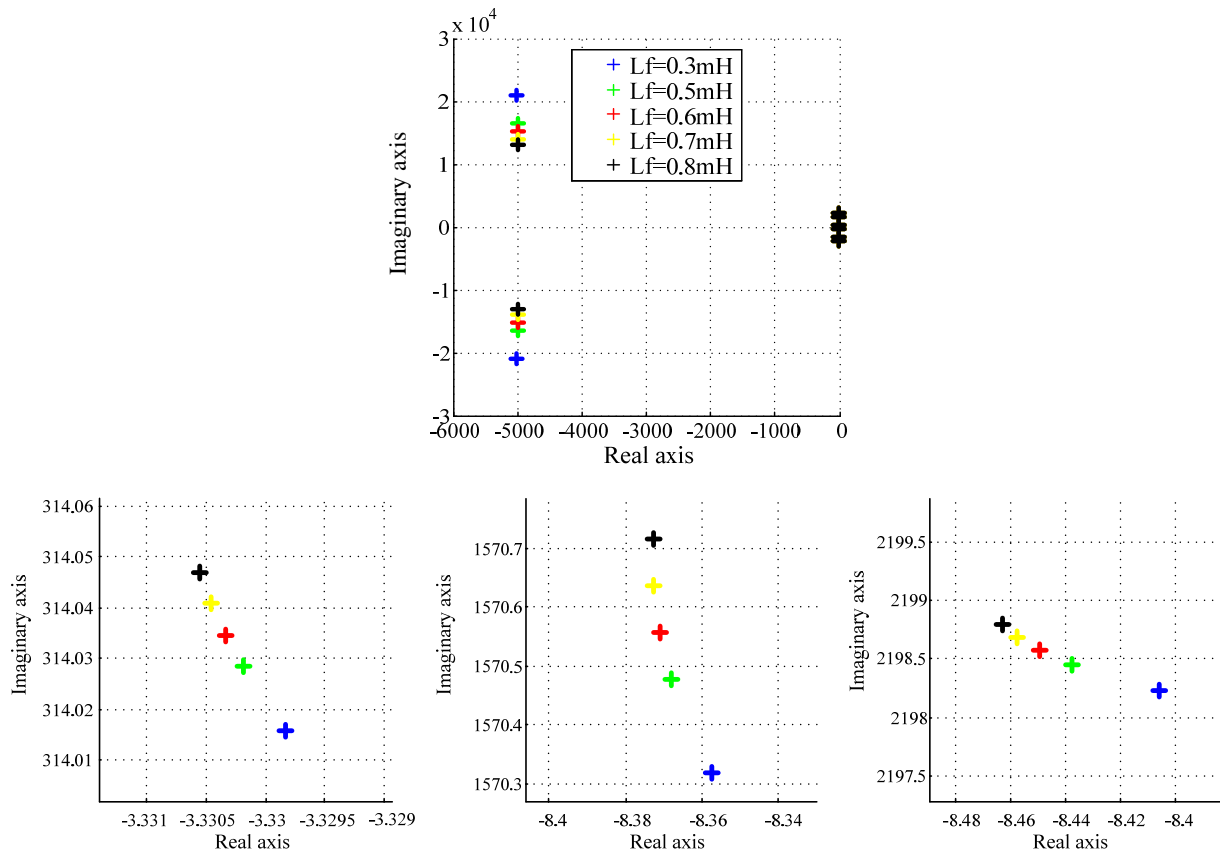 x 10⁴
3
2
1
0
-1
-2
-3
Imaginary axis
-6000 -5000 -4000 -3000 -2000 -1000 0
Real axis
Lf=0.3mH
Lf=0.5mH
Lf=0.6mH
Lf=0.7mH
Lf=0.8mH
314.06
314.05
314.04
314.03
314.02
314.01
Imaginary axis
-3.331 -3.3305 -3.33 -3.3295 -3.329
Real axis
1570.7
1570.6
1570.5
1570.4
1570.3
Imaginary axis
-8.4 -8.38 -8.36 -8.34
Real axis
2199.5
2199
2198.5
2198
2197.5
Imaginary axis
-8.48 -8.46 -8.44 -8.42 -8.4
Real axis